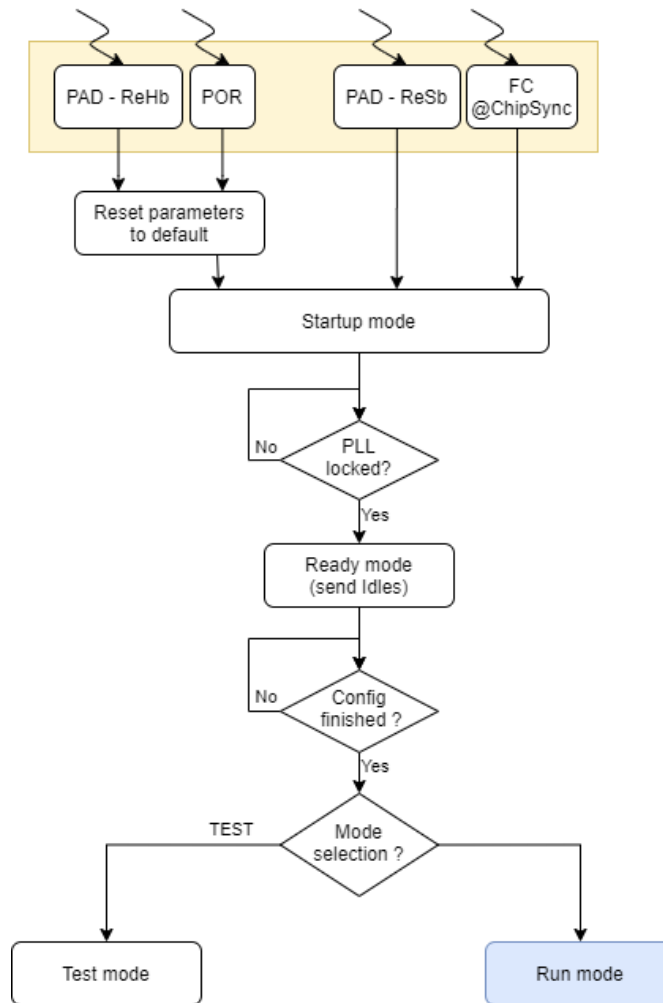 PAD - ReHb
POR
PAD - ReSb
FC
@ChipSync
Reset parameters
to default
Startup mode
No
PLL
locked?
Yes
Ready mode
(send Idles)
No
Config
finished ?
Yes
TEST
Mode
selection ?
Test mode
Run mode